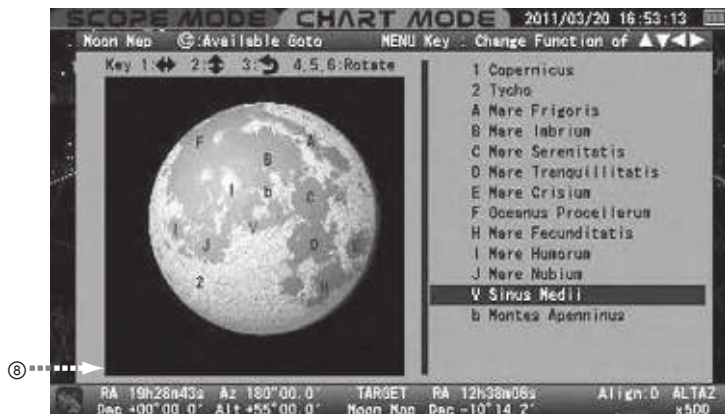 SCOPE MODE CHART MODE 2011/03/20 16:53:13
Moon Map G:Available Goto MENU Key : Change Function of ▲▼◀▶
Key 1:↔ 2:↕ 3:⮌ 4,5,6:Rotate
1 Copernicus
2 Tycho
A Mare Frigoris
B Mare Imbrium
C Mare Serenitatis
D Mare Tranquillitatis
E Mare Crisium
F Oceanus Procellarum
H Mare Fecunditatis
I Mare Humorum
J Mare Nubium
V Sinus Medii
b Montes Apenninus
F
A
B
1
b
C
V
I
J
D
E
2
H
⑧
RA 19h28m43s Az 180°00.0' TARGET RA 12h38m06s Align:0 ALTAZ
Dec +00°00.0' Alt +55°00.0' Moon Map Dec -10°14.2' x500